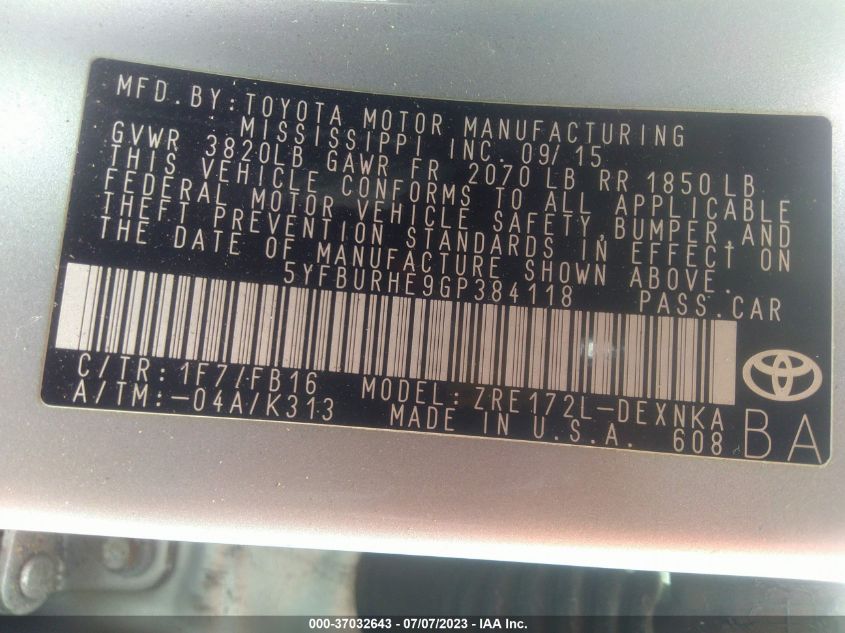 MFD. BY: TOYOTA MOTOR MANUFACTURING
MISSISSIPPI INC. 09/15
GVWR 3820LB GAWR FR 2070 LB RR 1850 LB
THIS VEHICLE CONFORMS TO ALL APPLICABLE
FEDERAL MOTOR VEHICLE SAFETY, BUMPER, AND
THEFT PREVENTION STANDARDS IN EFFECT ON
THE DATE OF MANUFACTURE SHOWN ABOVE.
5YFBURHE9GP384118 PASS. CAR
C/TR: 1F7/FB16 MODEL: ZRE172L-DEXNKA
A/TM: -04A/K313 MADE IN U.S.A. 608
BA
000-37032643 / 07/07/2023 - IAA Inc.